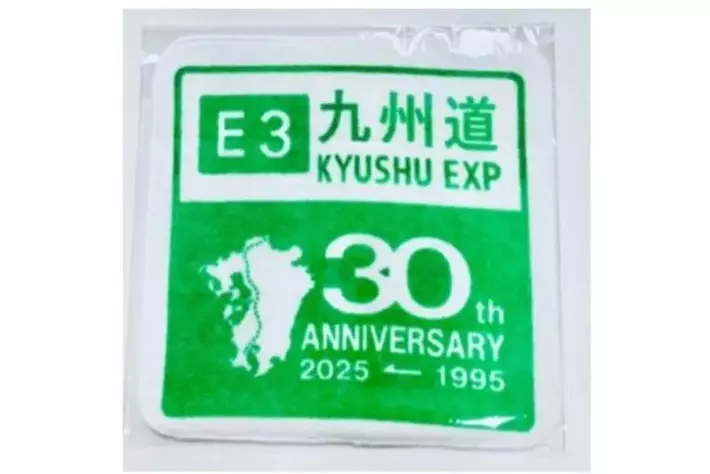 E3 九州道
KYUSHU EXP
30th
ANNIVERSARY
2025 ← 1995